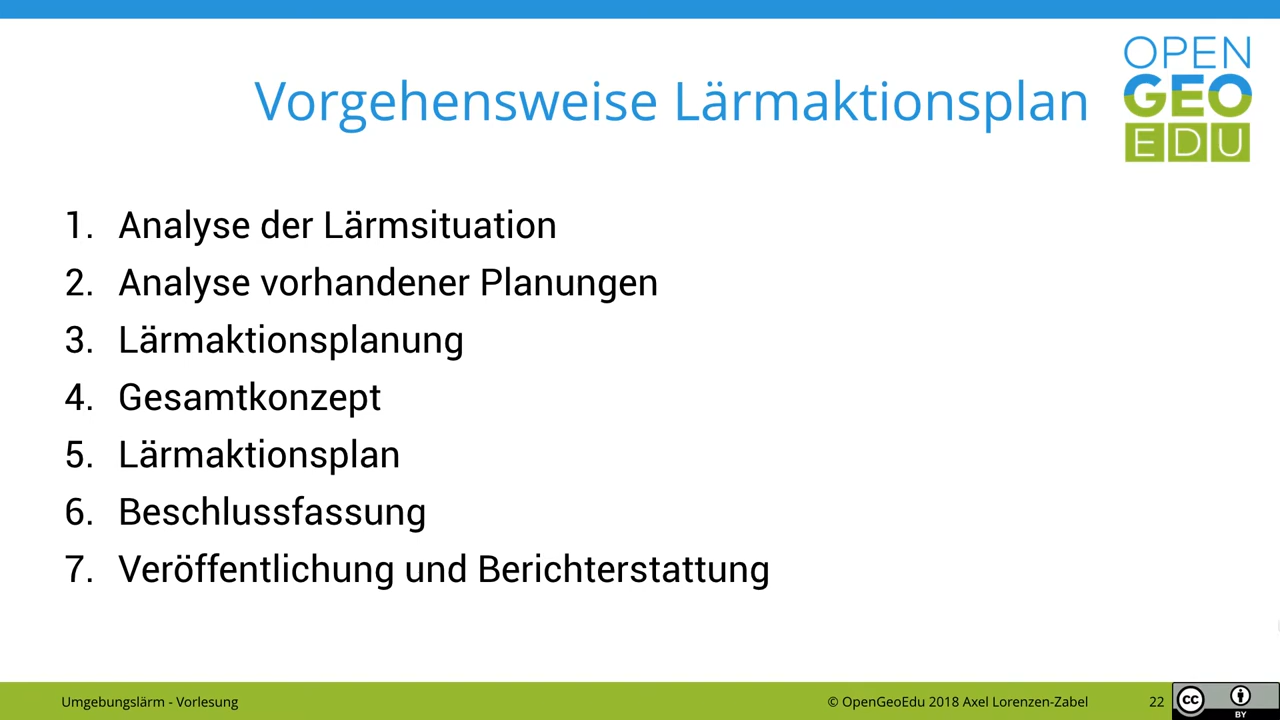 Vorgehensweise Lärmaktionsplan
OPEN
GEO
EDU
1. Analyse der Lärmsituation
2. Analyse vorhandener Planungen
3. Lärmaktionsplanung
4. Gesamtkonzept
5. Lärmaktionsplan
6. Beschlussfassung
7. Veröffentlichung und Berichterstattung
Umgebungslärm - Vorlesung
© OpenGeoEdu 2018 Axel Lorenzen-Zabel
22
cc
BY